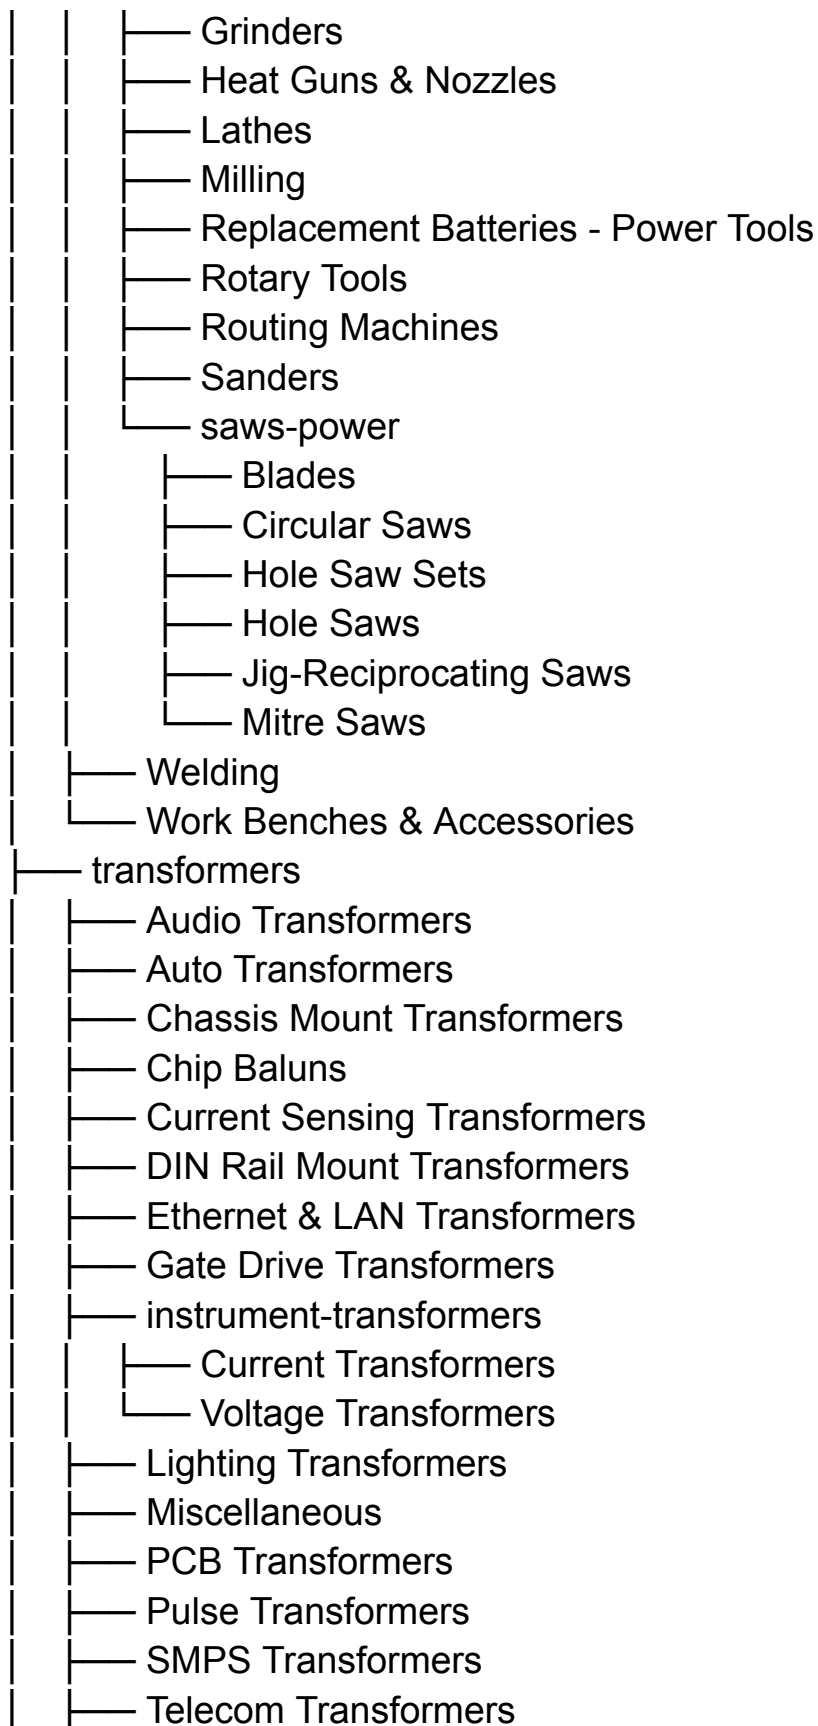 Grinders
Heat Guns & Nozzles
Lathes
Milling
Replacement Batteries - Power Tools
Rotary Tools
Routing Machines
Sanders
saws-power
Blades
Circular Saws
Hole Saw Sets
Hole Saws
Jig-Reciprocating Saws
Mitre Saws
Welding
Work Benches & Accessories
transformers
Audio Transformers
Auto Transformers
Chassis Mount Transformers
Chip Baluns
Current Sensing Transformers
DIN Rail Mount Transformers
Ethernet & LAN Transformers
Gate Drive Transformers
instrument-transformers
Current Transformers
Voltage Transformers
Lighting Transformers
Miscellaneous
PCB Transformers
Pulse Transformers
SMPS Transformers
Telecom Transformers